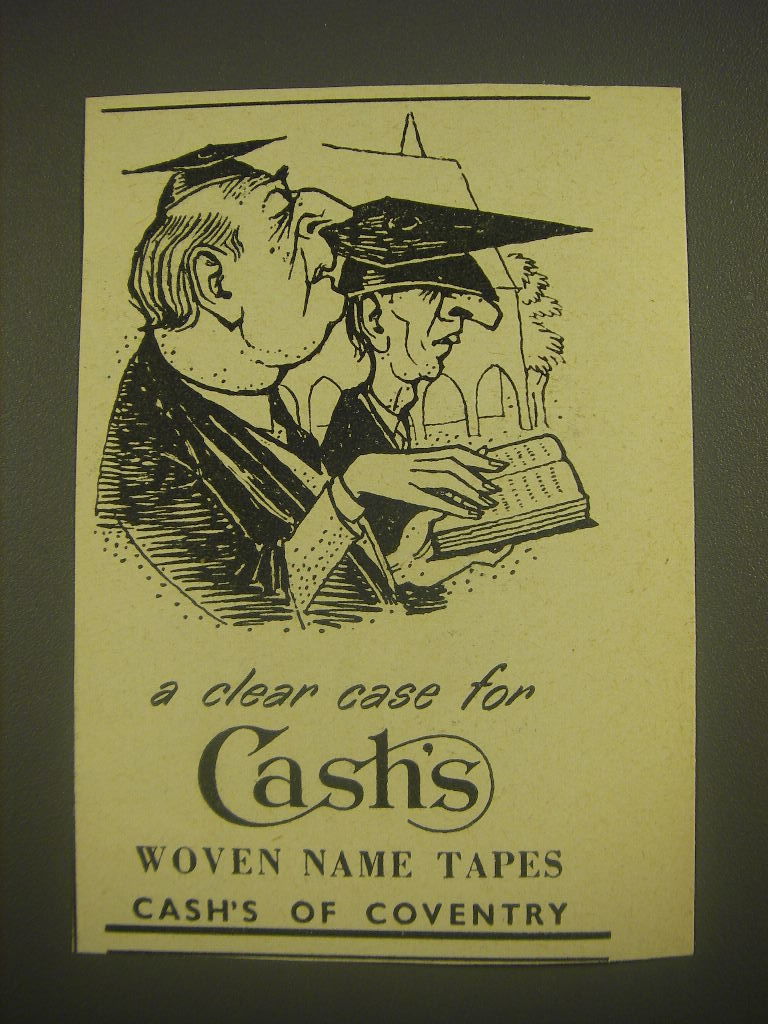 a clear case for
Cash's
WOVEN NAME TAPES
CASH'S OF COVENTRY